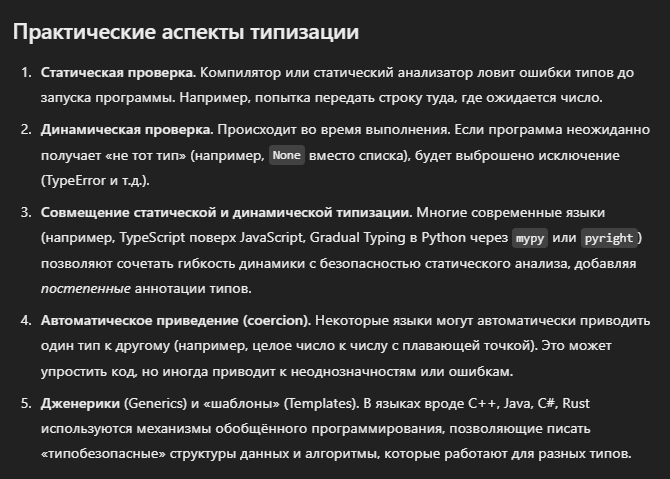 Практические аспекты типизации
1. Статическая проверка. Компилятор или статический анализатор ловит ошибки типов до
запуска программы. Например, попытка передать строку туда, где ожидается число.
2. Динамическая проверка. Происходит во время выполнения. Если программа неожиданно
получает «не тот тип» (например, None вместо списка), будет выброшено исключение
(TypeError и т.д.).
3. Совмещение статической и динамической типизации. Многие современные языки
(например, TypeScript поверх JavaScript, Gradual Typing в Python через mypy или pyright)
позволяют сочетать гибкость динамики с безопасностью статического анализа, добавляя
постепенные аннотации типов.
4. Автоматическое приведение (coercion). Некоторые языки могут автоматически приводить
один тип к другому (например, целое число к числу с плавающей точкой). Это может
упростить код, но иногда приводит к неоднозначностям или ошибкам.
5. Дженерики (Generics) и «шаблоны» (Templates). В языках вроде C++, Java, C#, Rust
используются механизмы обобщённого программирования, позволяющие писать
«типобезопасные» структуры данных и алгоритмы, которые работают для разных типов.